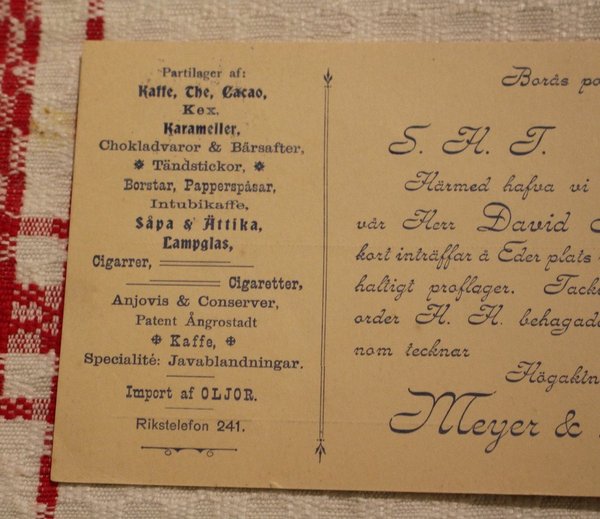 Partilager af:
Kaffe, The, Cacao,
Kex,
Karameller,
Chokladvaror & Bärsafter,
Tändstickor,
Borstar, Papperspåsar,
Intubikaffe,
Såpa & Ättika,
Lampglas,
Cigarrer,
Cigaretter,
Anjovis & Conserver,
Patent Ångrostadt
Kaffe,
Specialité: Javablandningar.
Import af OLJOR.
Rikstelefon 241.
Borås
S. H. T.
Härmed hafva vi
vår Herr David
kort inträffar å Eder plats
haltigt proflager.
order H. H. behagade
nom tecknar
Meyer &